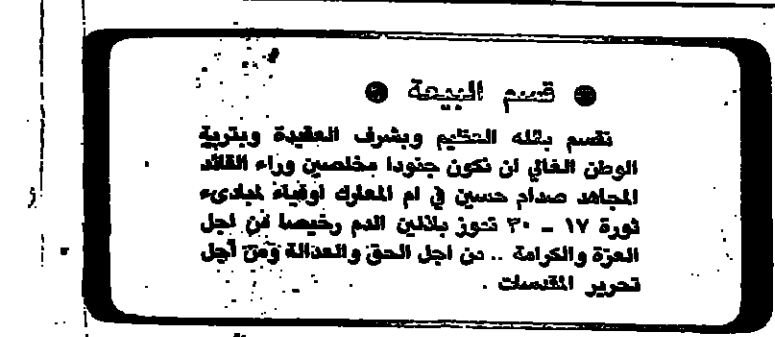 ● قسم البيعة ●
نقسم بالله العظيم وبشرف العقيدة وبتربة
الوطن الغالي ان نكون جنودا مخلصين وراء القائد
المجاهد صدام حسين في ام المعارك اوفياء لمبادىء
ثورة ١٧ – ٣٠ تموز باذلين الدم رخيصا من اجل
العزة والكرامة .. من اجل الحق والعدالة ومن أجل
تحرير المقدسات .